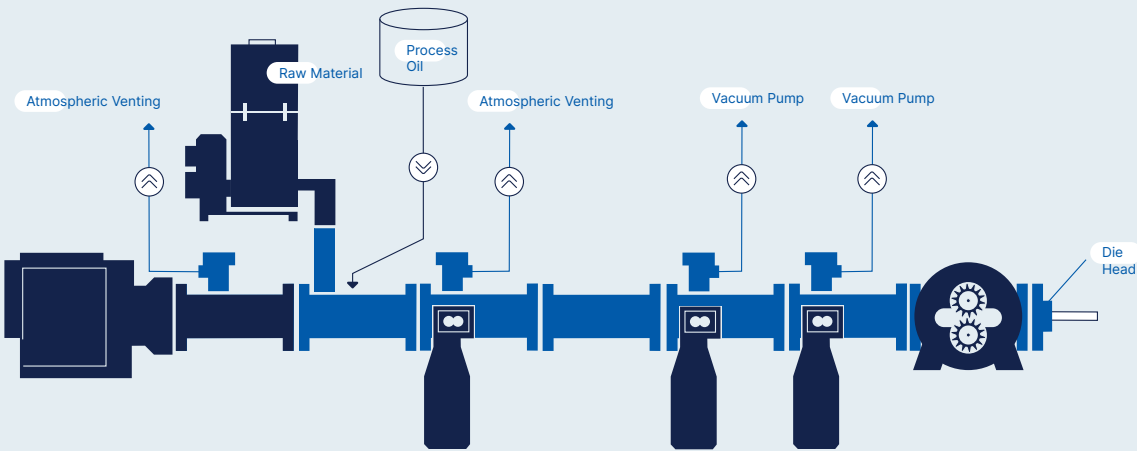 Process
Oil
Raw Material
Atmospheric Venting
Atmospheric Venting
Vacuum Pump
Vacuum Pump
Die
Head